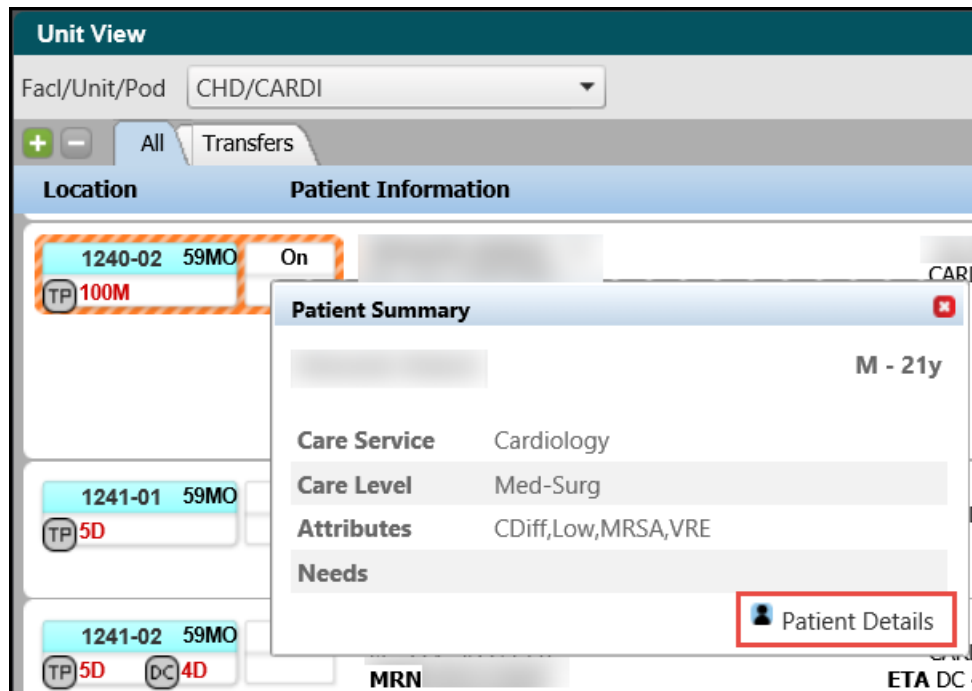 Unit View
Facl/Unit/Pod CHD/CARDI
+ − All Transfers
Location Patient Information
1240-02 59MO On
TP 100M
Patient Summary
M - 21y
Care Service Cardiology
Care Level Med-Surg
Attributes CDiff,Low,MRSA,VRE
Needs
Patient Details
1241-01 59MO
TP 5D
1241-02 59MO
TP 5D DC 4D
MRN ETA DC